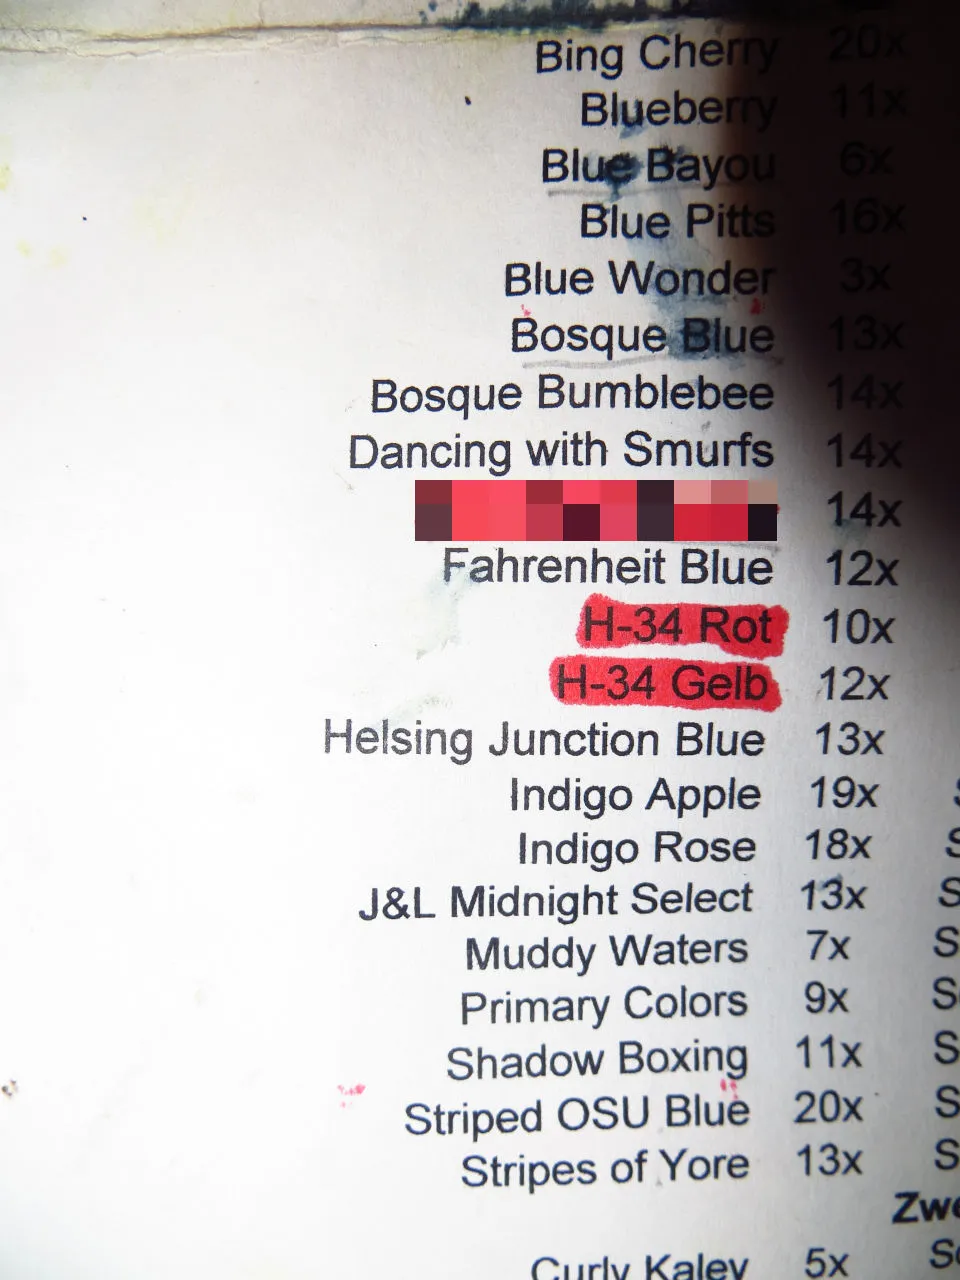 Bing Cherry 20x
Blueberry 11x
Blue Bayou 6x
Blue Pitts 16x
Blue Wonder 3x
Bosque Blue 13x
Bosque Bumblebee 14x
Dancing with Smurfs 14x
14x
Fahrenheit Blue 12x
H-34 Rot 10x
H-34 Gelb 12x
Helsing Junction Blue 13x
Indigo Apple 19x
Indigo Rose 18x
J&L Midnight Select 13x
Muddy Waters 7x
Primary Colors 9x
Shadow Boxing 11x
Striped OSU Blue 20x
Stripes of Yore 13x
Curly Kaley 5x